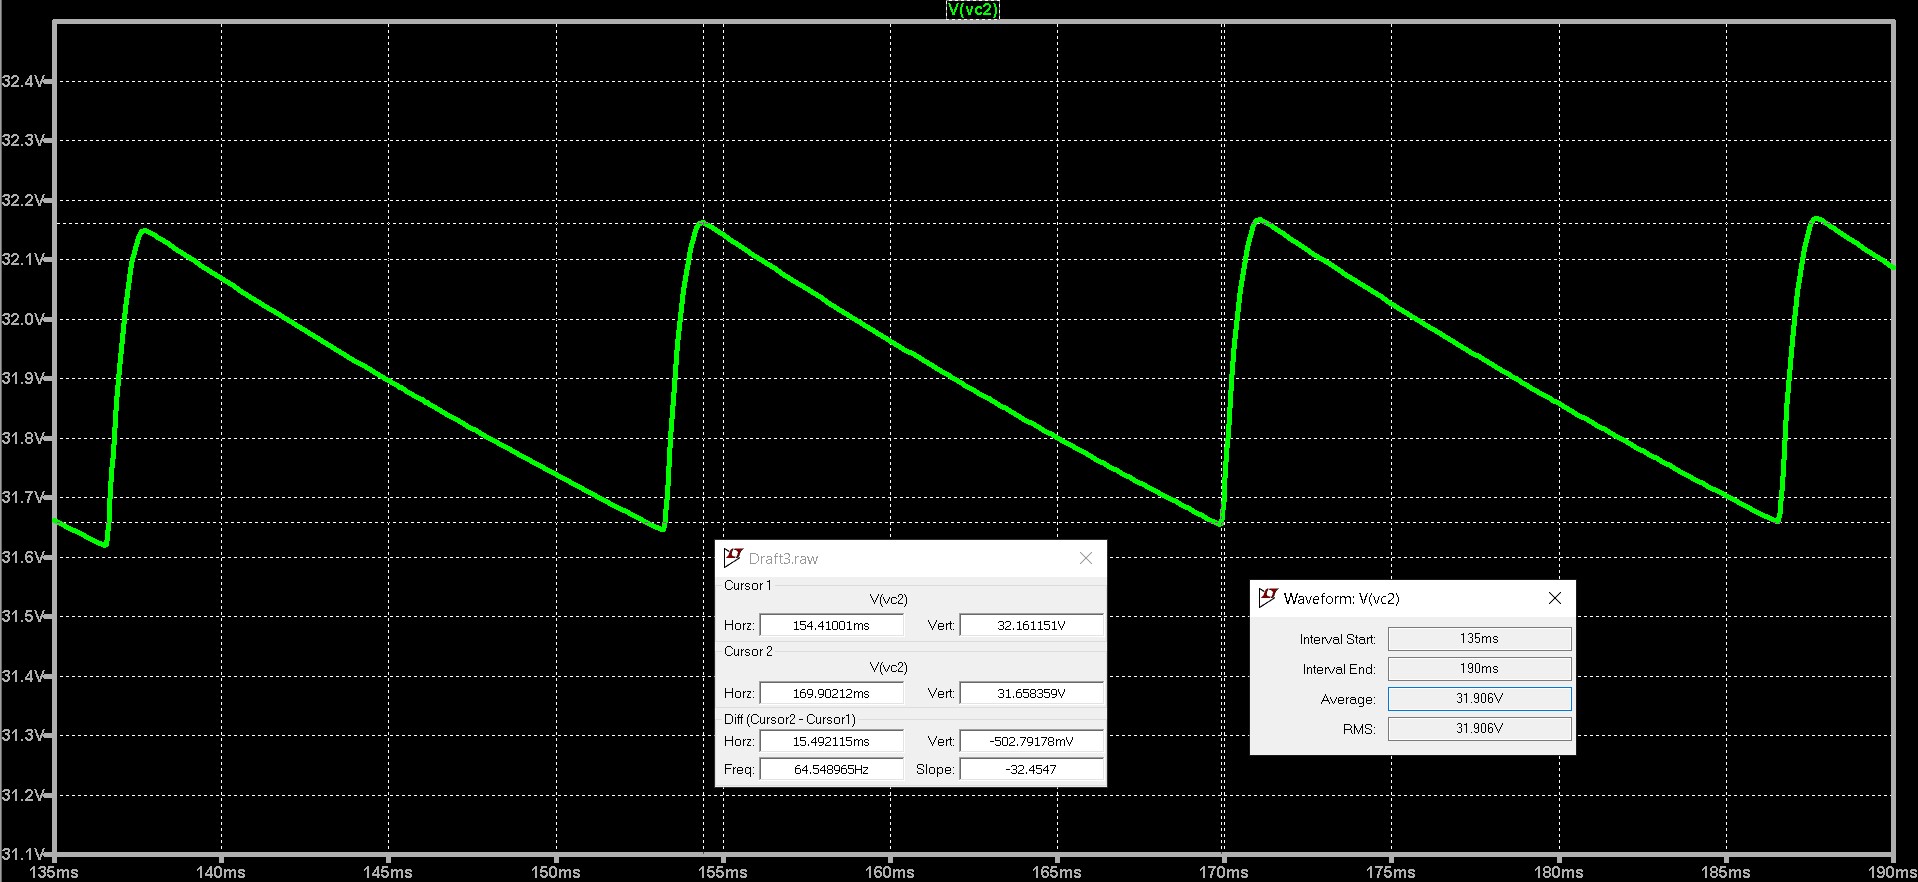 V(vc2)
32.4V
32.3V
32.2V
32.1V
32.0V
31.9V
31.8V
31.7V
31.6V
31.5V
31.4V
31.3V
31.2V
31.1V
135ms 140ms 145ms 150ms 155ms 160ms 165ms 170ms 175ms 180ms 185ms 190ms
Draft3.raw
Cursor 1
V(vc2)
Horz: 154.41001ms Vert: 32.161151V
Cursor 2
V(vc2)
Horz: 169.90212ms Vert: 31.658359V
Diff (Cursor2 - Cursor1)
Horz: 15.492115ms Vert: -502.79178mV
Freq: 64.548965Hz Slope: -32.4547
Waveform: V(vc2)
Interval Start: 135ms
Interval End: 190ms
Average: 31.906V
RMS: 31.906V